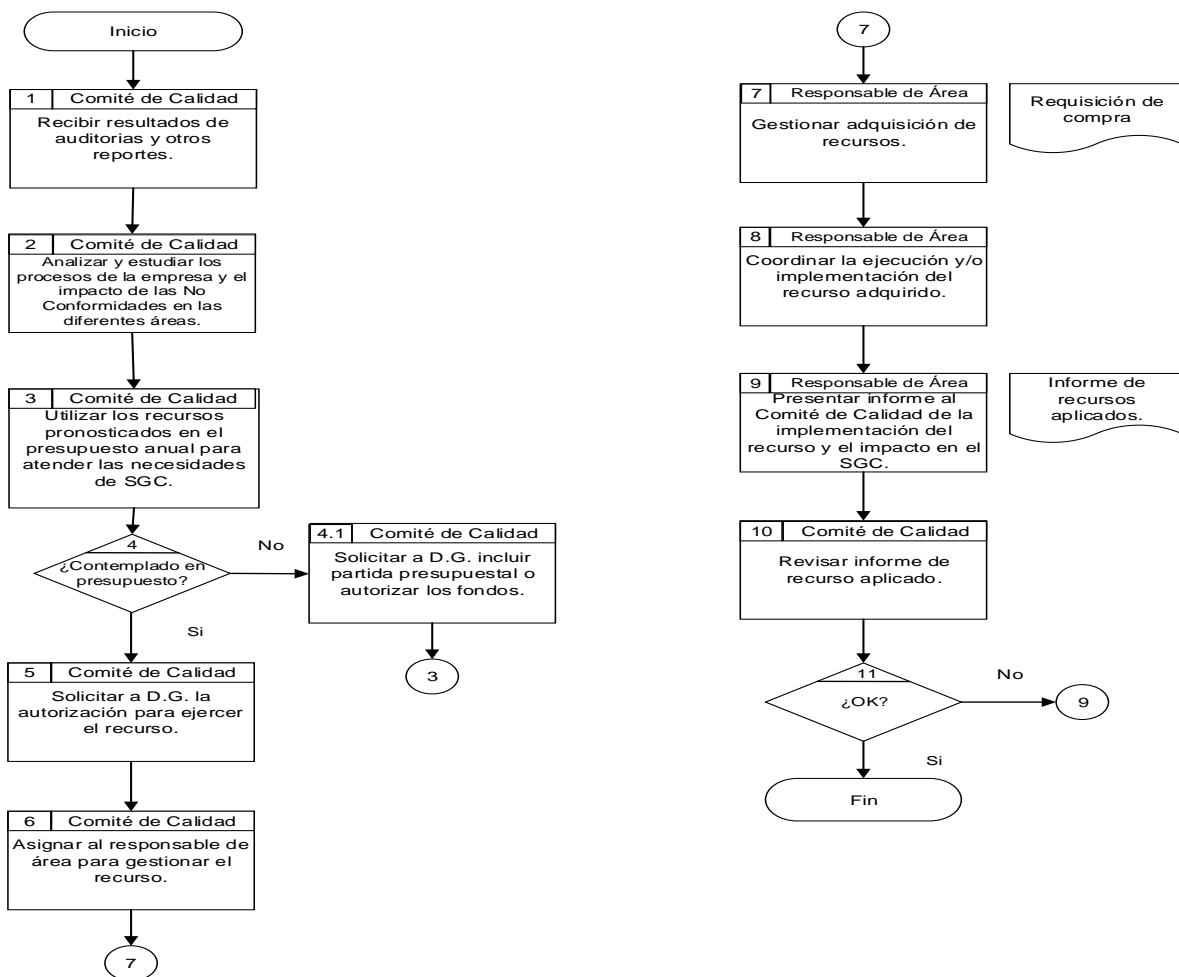 Inicio
1 Comité de Calidad
Recibir resultados de
auditorias y otros
reportes.
2 Comité de Calidad
Analizar y estudiar los
procesos de la empresa y el
impacto de las No
Conformidades en las
diferentes áreas.
3 Comité de Calidad
Utilizar los recursos
pronosticados en el
presupuesto anual para
atender las necesidades
de SGC.
4
¿Contemplado en
presupuesto?
No
4.1 Comité de Calidad
Solicitar a D.G. incluir
partida presupuestal o
autorizar los fondos.
3
Si
5 Comité de Calidad
Solicitar a D.G. la
autorización para ejercer
el recurso.
6 Comité de Calidad
Asignar al responsable de
área para gestionar el
recurso.
7
7
7 Responsable de Área
Gestionar adquisición de
recursos.
Requisición de
compra
8 Responsable de Área
Coordinar la ejecución y/o
implementación del
recurso adquirido.
9 Responsable de Área
Presentar informe al
Comité de Calidad de la
implementación del
recurso y el impacto en el
SGC.
Informe de
recursos
aplicados.
10 Comité de Calidad
Revisar informe de
recurso aplicado.
11
¿OK?
No
9
Si
Fin